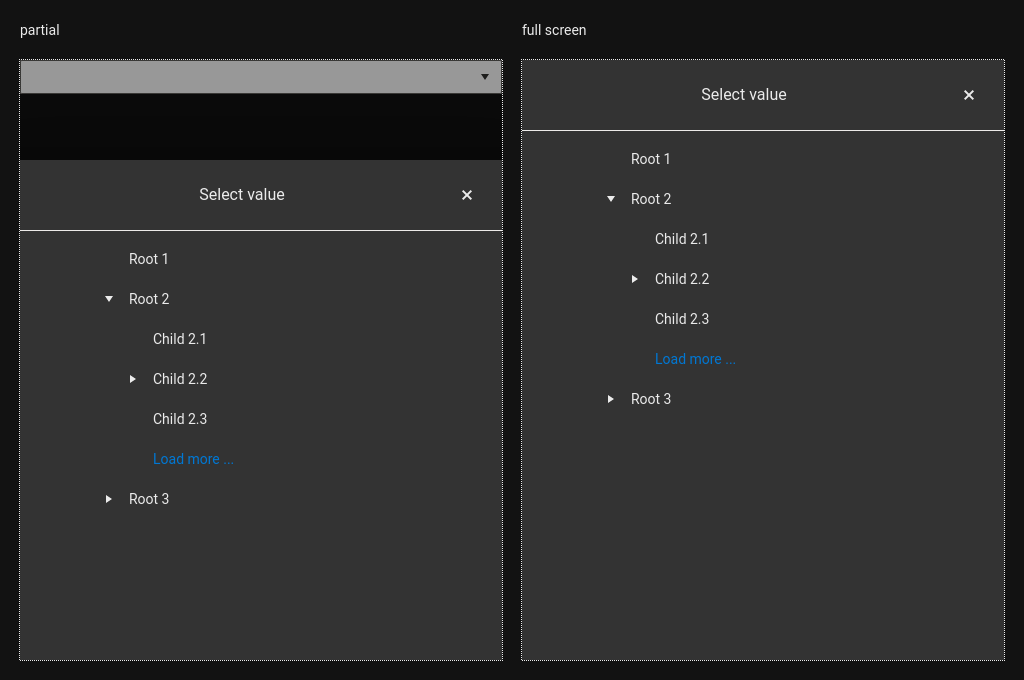 partial
Select value
Root 1
Root 2
Child 2.1
Child 2.2
Child 2.3
Load more ...
Root 3
full screen
Select value
Root 1
Root 2
Child 2.1
Child 2.2
Child 2.3
Load more ...
Root 3